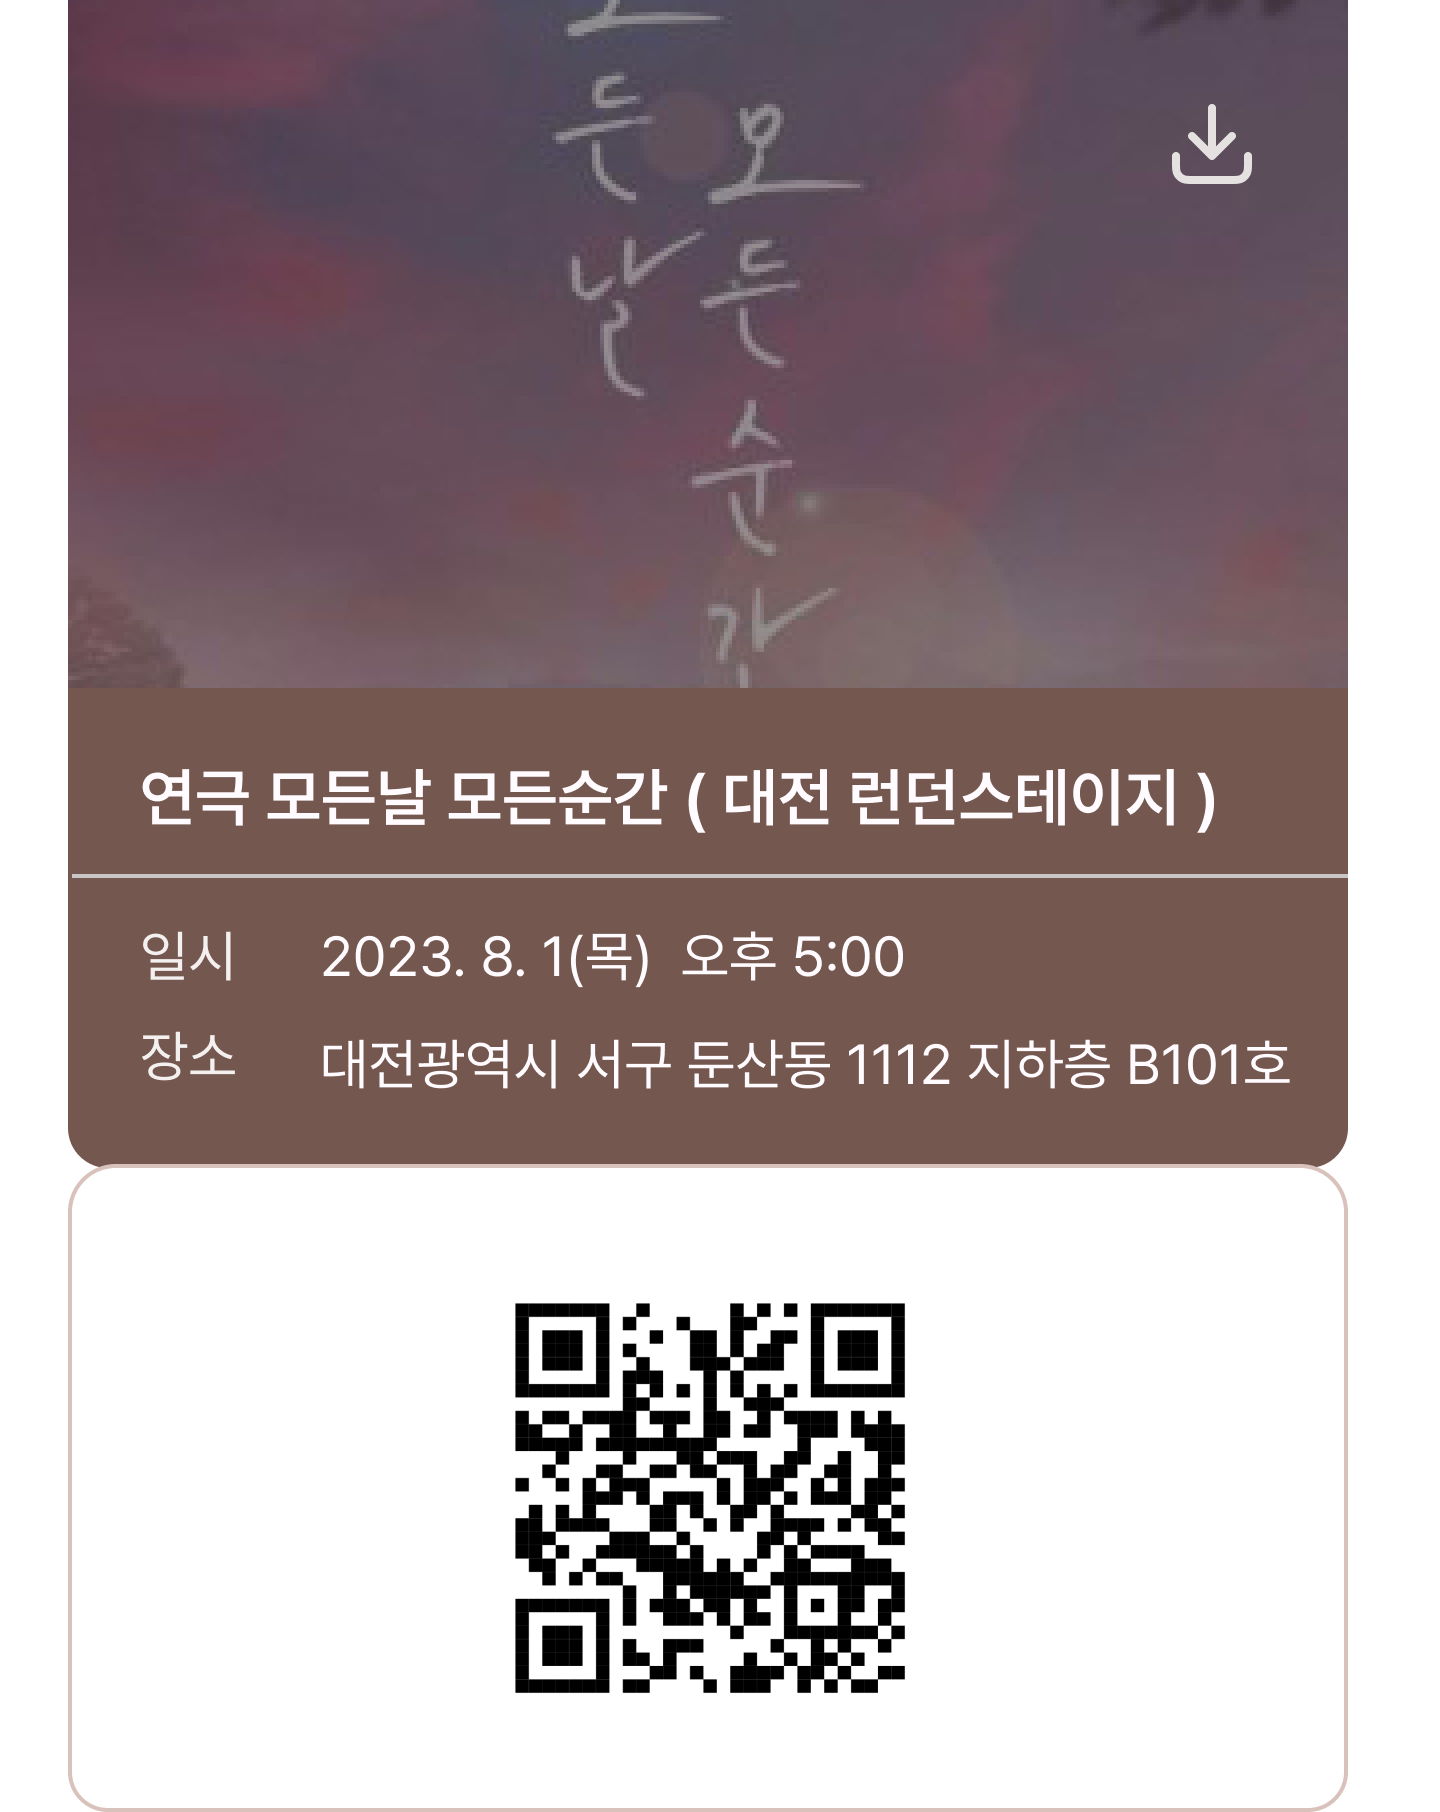 든
날
모
든
순
간
연극 모든날 모든순간 ( 대전 런던스테이지 )
일시 2023. 8. 1(목) 오후 5:00
장소 대전광역시 서구 둔산동 1112 지하층 B101호